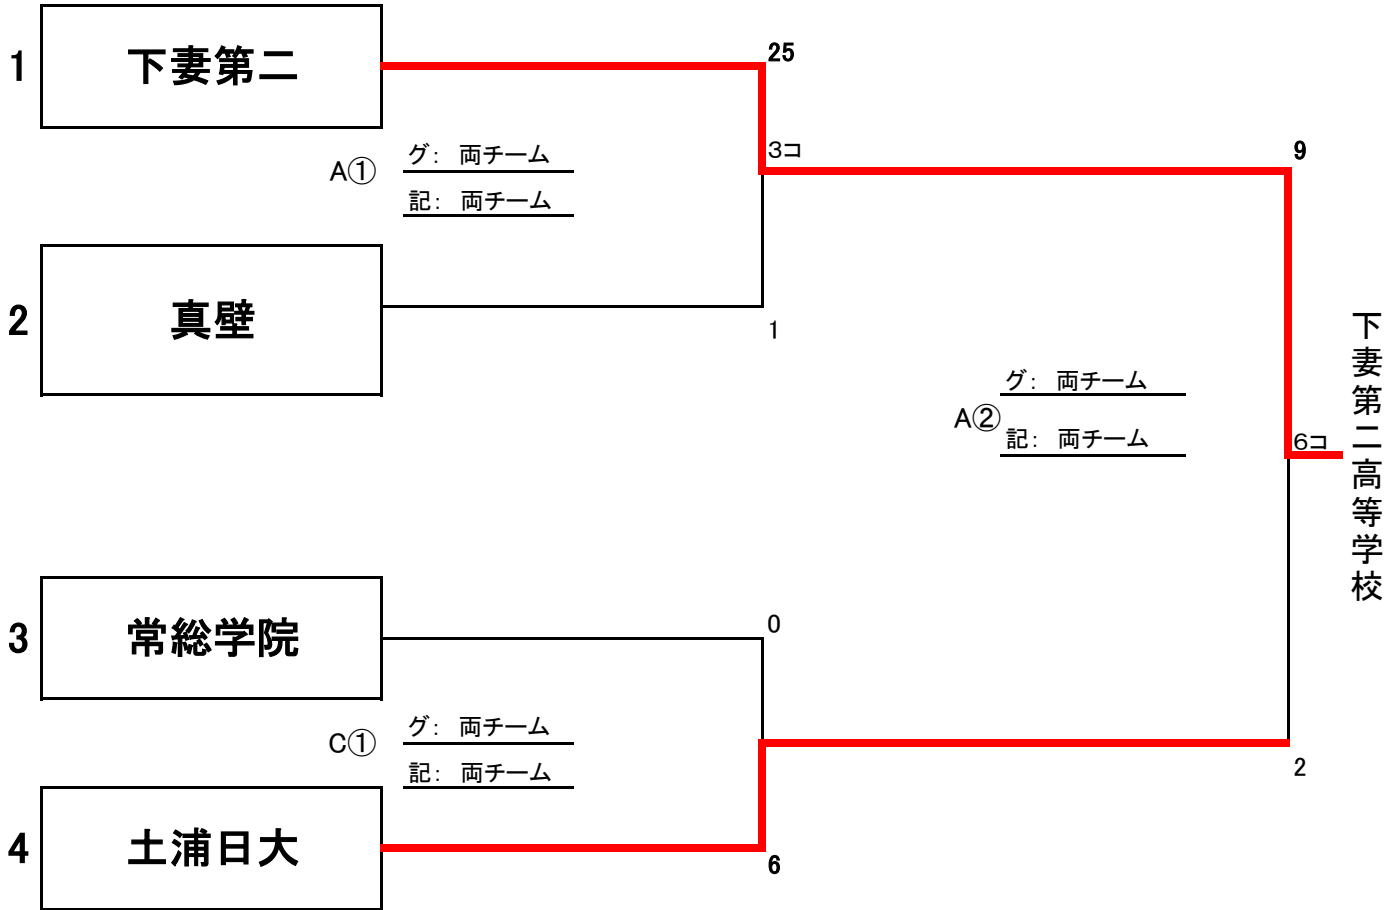 1
下妻第二
25
A①
グ: 両チーム
記: 両チーム
3コ
9
2
真壁
1
グ: 両チーム
A②
記: 両チーム
6コ
下妻第二高等学校
3
常総学院
0
C①
グ: 両チーム
記: 両チーム
2
4
土浦日大
6